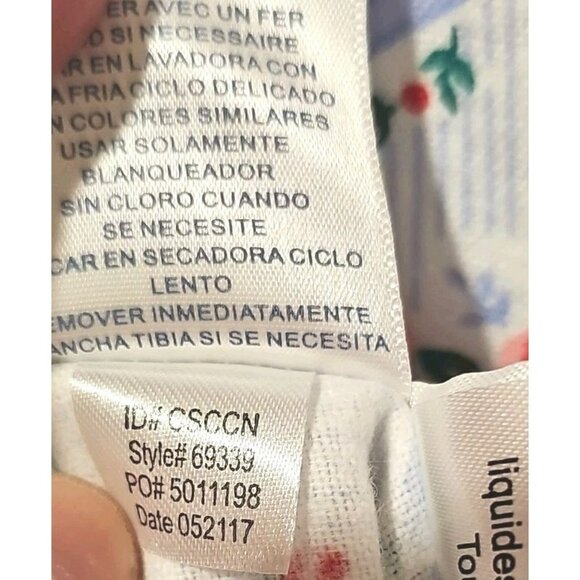 ER AVEC UN FER
O SI NECESSAIRE
R EN LAVADORA CON
A FRIA CICLO DELICADO
N COLORES SIMILARES
USAR SOLAMENTE
BLANQUEADOR
SIN CLORO CUANDO
SE NECESITE
CAR EN SECADORA CICLO
LENTO
EMOVER INMEDIATAMENTE
ANCHA TIBIA SI SE NECESITA
ID# CSCCN
Style# 69339
PO# 5011198
Date 052117
liquide
To